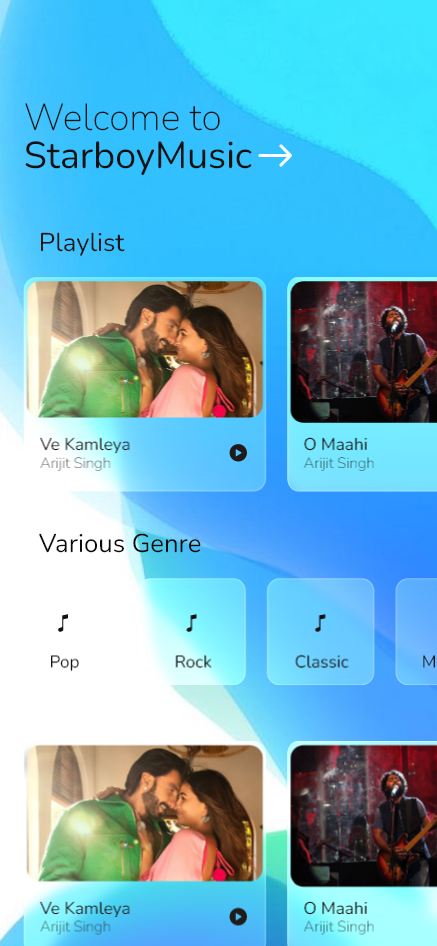 Welcome to
StarboyMusic
Playlist
Ve Kamleya
Arijit Singh
O Maahi
Arijit Singh
Various Genre
Pop
Rock
Classic
M
Ve Kamleya
Arijit Singh
O Maahi
Arijit Singh